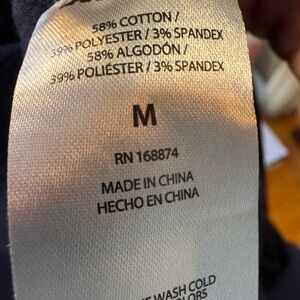 58% COTTON /
39% POLYESTER / 3% SPANDEX
58% ALGODÓN /
39% POLIÉSTER / 3% SPANDEX
M
RN 168874
MADE IN CHINA
HECHO EN CHINA
WASH COLD